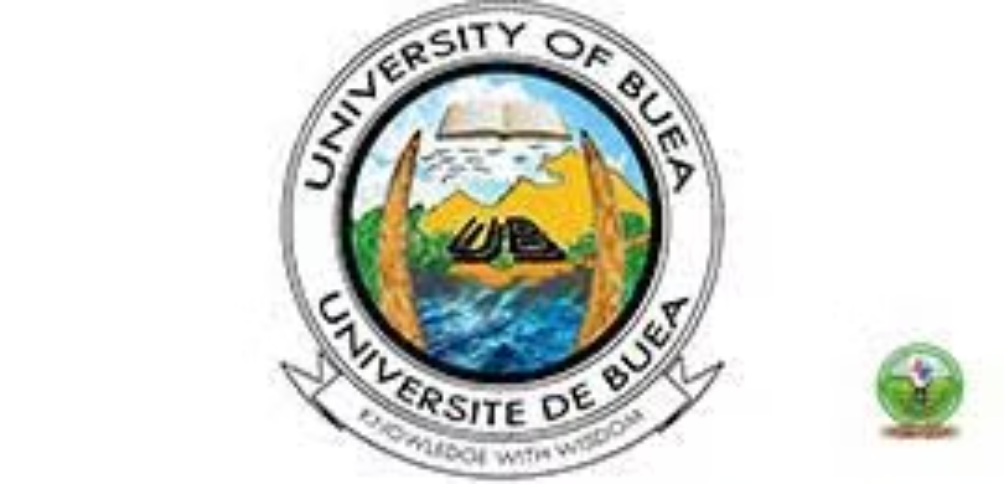 UNIVERSITY OF BUEA
UB
UNIVERSITE DE BUEA
KNOWLEDGE WITH WISDOM